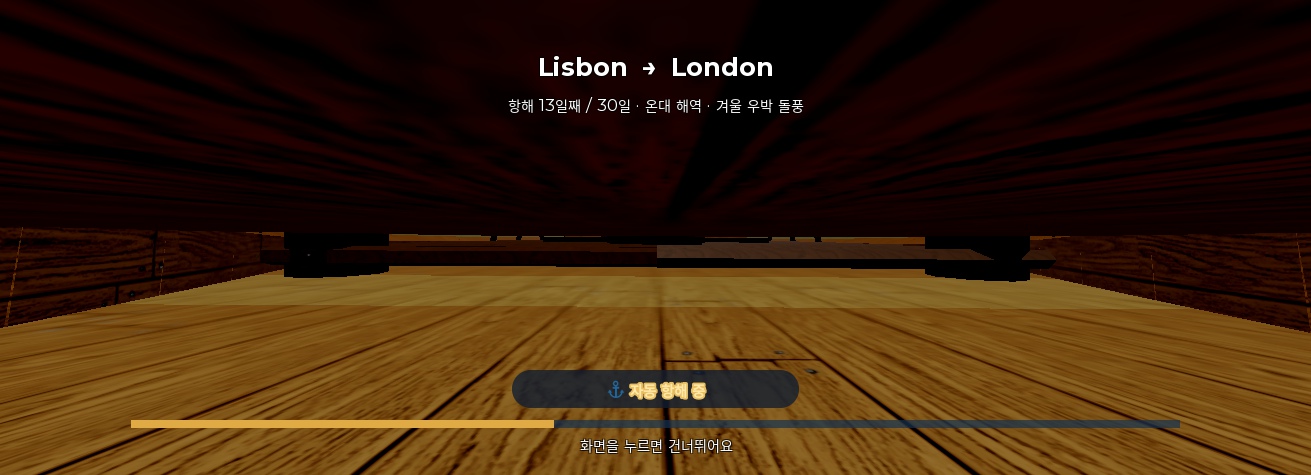 Lisbon → London
항해 13일째 / 30일 · 온대 해역 · 겨울 우박 돌풍
⚓ 자동 항해 중
화면을 누르면 건너뛰어요